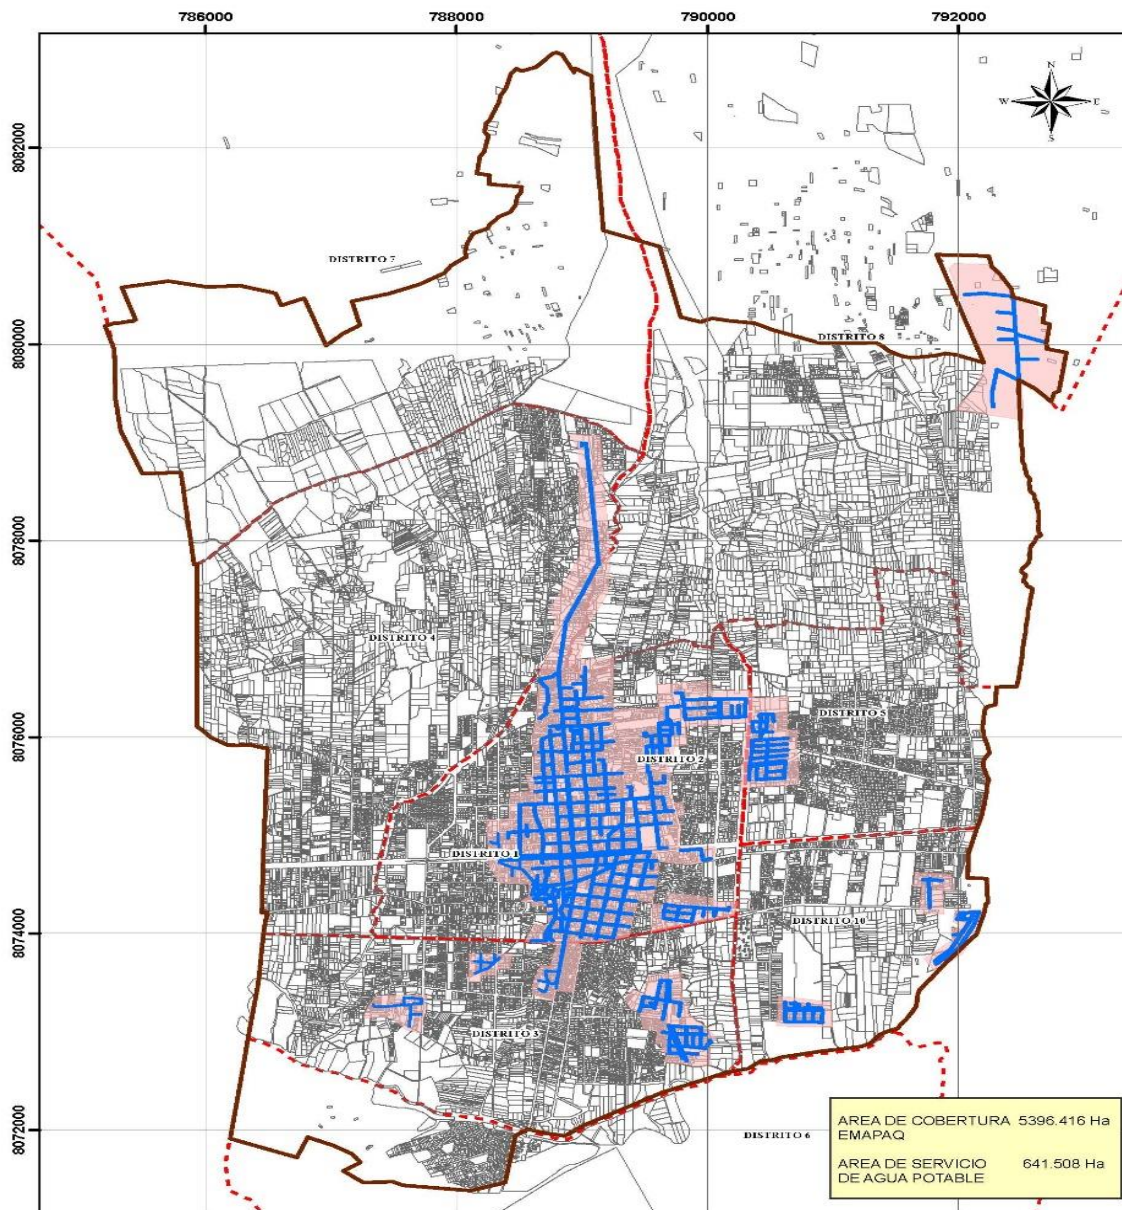 786000 788000 790000 792000
N
W E
S
8082000
DISTRITO 7
DISTRITO 8
8080000
8078000
DISTRITO 4
DISTRITO 5
8076000
DISTRITO 2
DISTRITO 1
DISTRITO 10
8074000
DISTRITO 3
8072000
DISTRITO 6
AREA DE COBERTURA 5396.416 Ha
EMAPAQ
AREA DE SERVICIO 641.508 Ha
DE AGUA POTABLE